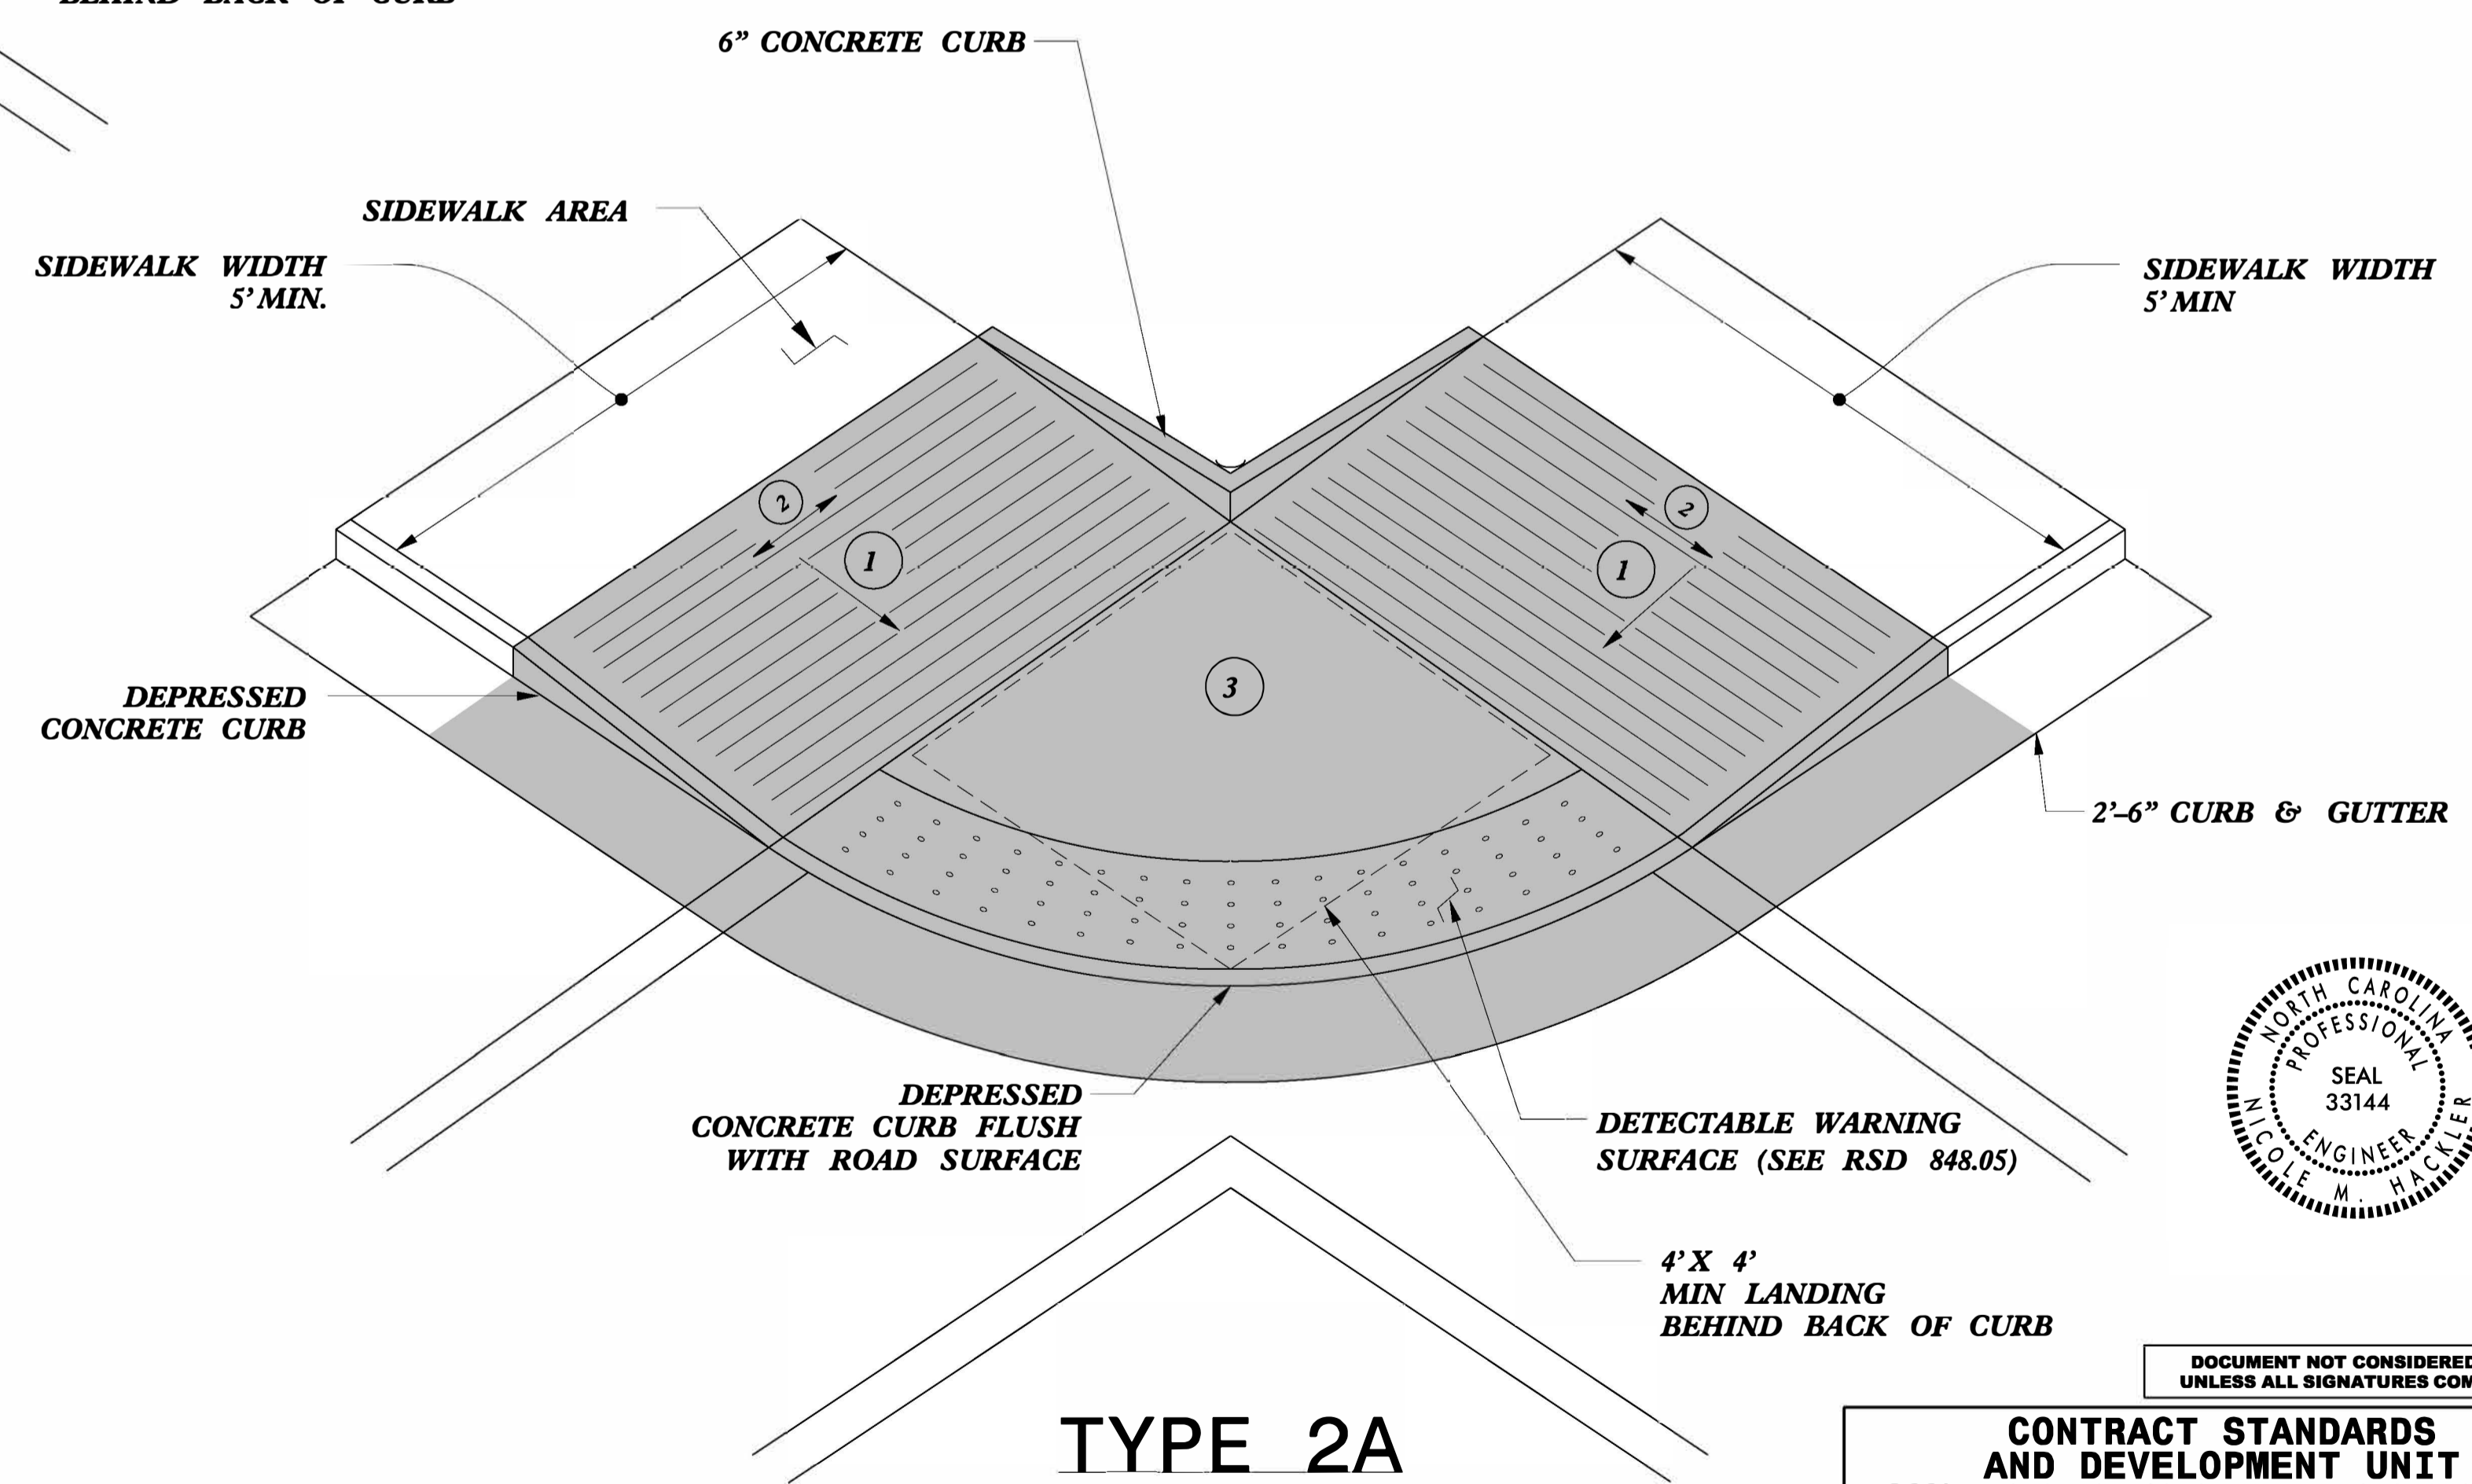 6” CONCRETE CURB
SIDEWALK AREA
SIDEWALK WIDTH
5’ MIN.
SIDEWALK WIDTH
5’ MIN
2
1
2
1
3
DEPRESSED
CONCRETE CURB
2’–6” CURB & GUTTER
DEPRESSED
CONCRETE CURB FLUSH
WITH ROAD SURFACE
DETECTABLE WARNING
SURFACE (SEE RSD 848.05)
4’ X 4’
MIN LANDING
BEHIND BACK OF CURB
NORTH CAROLINA
PROFESSIONAL
SEAL
33144
ENGINEER
NICOLE M. HACKLER
DOCUMENT NOT CONSIDERED
UNLESS ALL SIGNATURES COM
TYPE 2A
CONTRACT STANDARDS
AND DEVELOPMENT UNIT